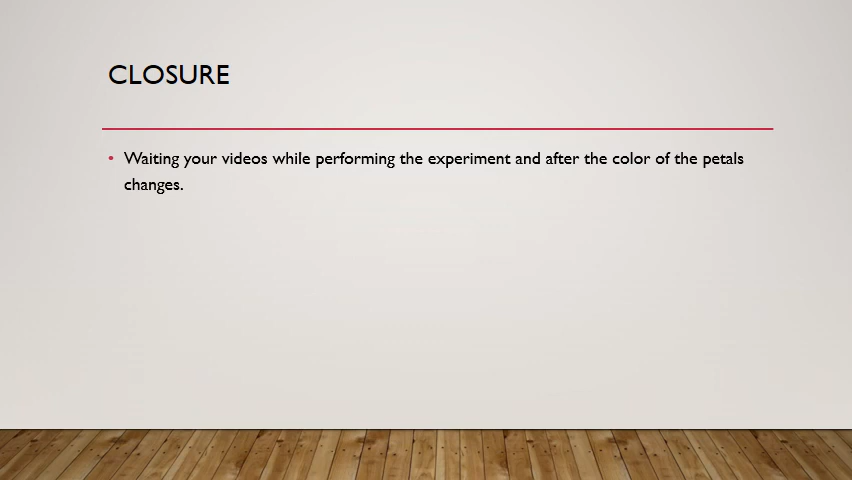 CLOSURE
• Waiting your videos while performing the experiment and after the color of the petals
changes.